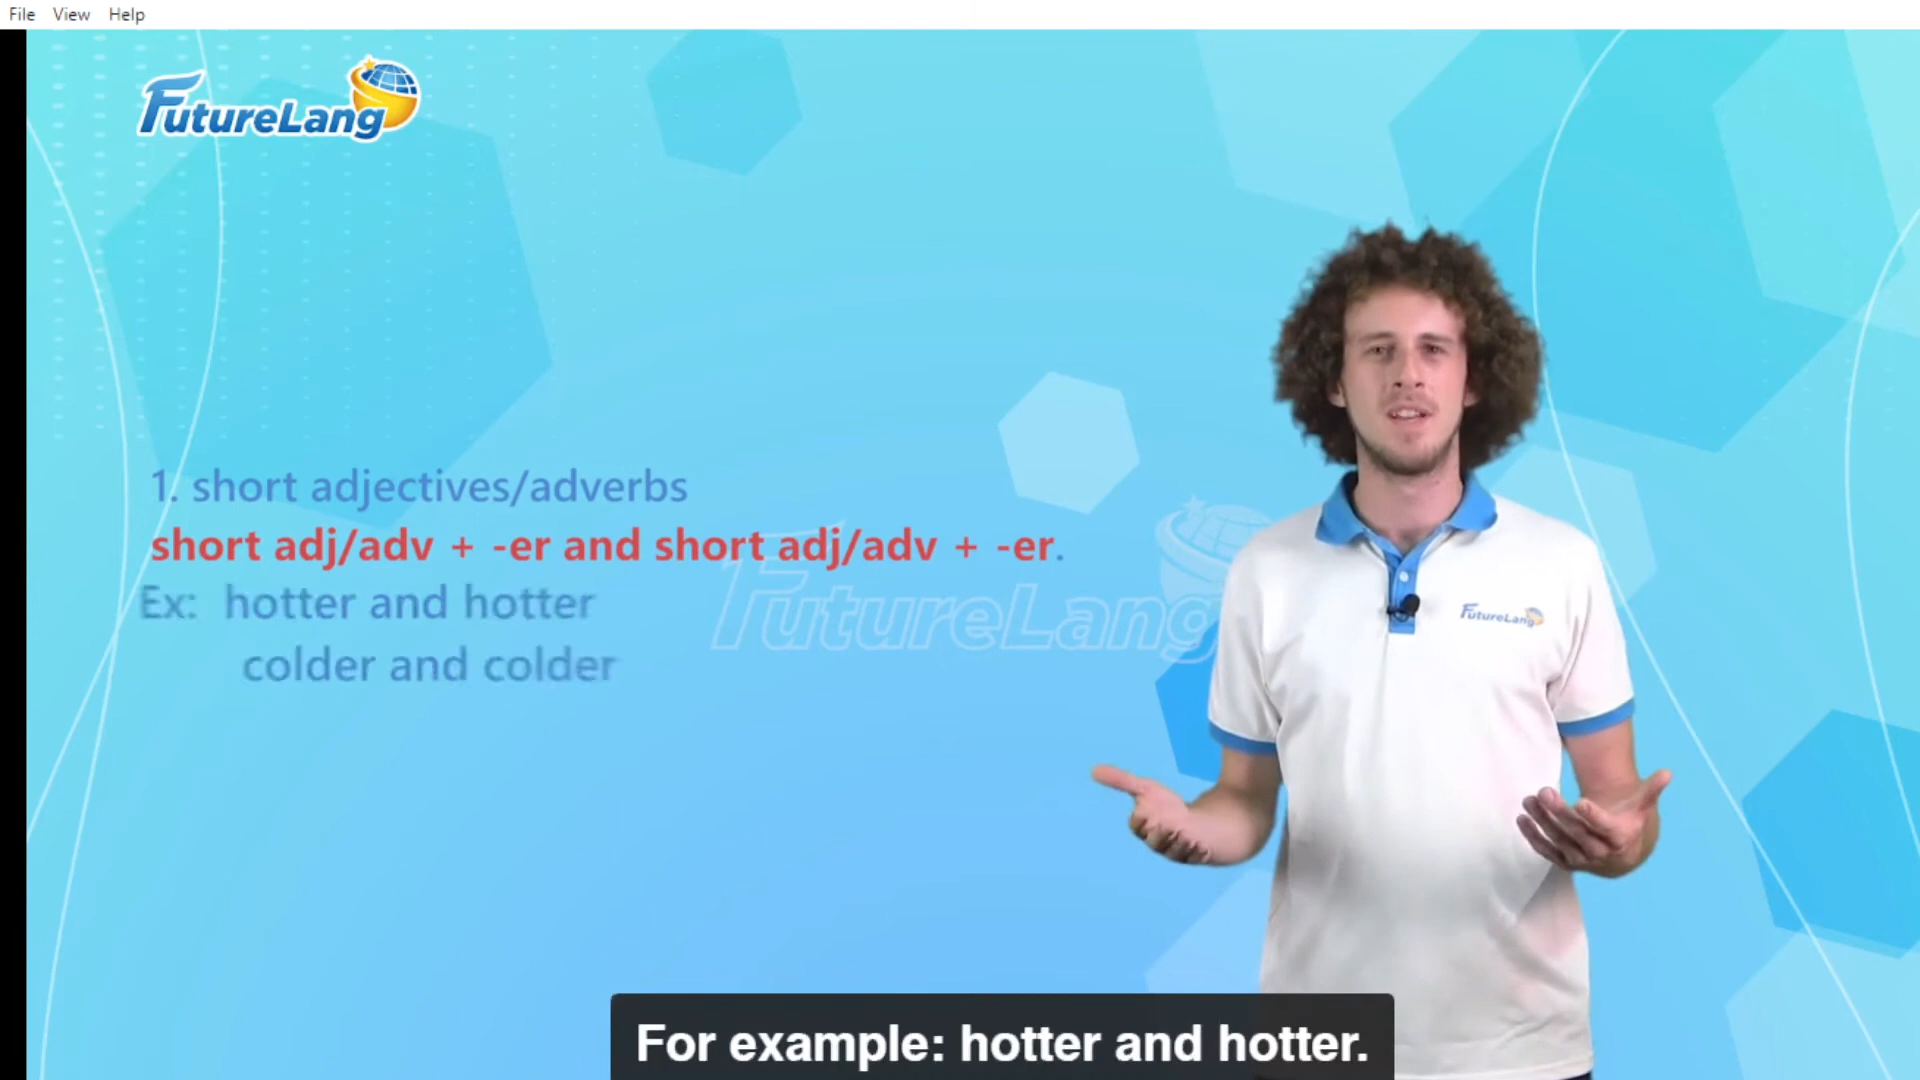 File View Help
FutureLang
1. short adjectives/adverbs
short adj/adv + -er and short adj/adv + -er.
Ex: hotter and hotter
colder and colder
FutureLang
FutureLang
For example: hotter and hotter.